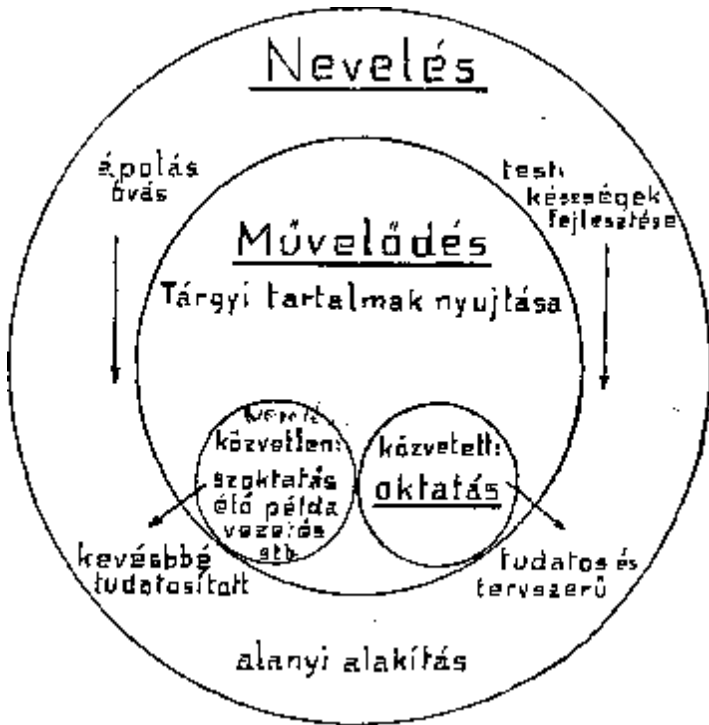 Nevelés
ápolás
óvás
testi
készségek
fejlesztése
Művelődés
Tárgyi tartalmak nyujtása
közvetlen:
szoktatás
élő példa
vezetés
stb.
közvetett:
oktatás
kevésbbé
tudatosított
tudatos és
tervszerű
alanyi alakítás